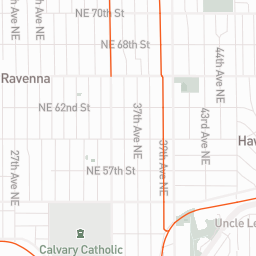 NE 70th St
NE 68th St
44th Ave NE
Ravenna
NE 62nd St
37th Ave NE
43rd Ave NE
39th Ave NE
27th Ave NE
Hav
NE 57th St
Uncle Le
Calvary Catholic